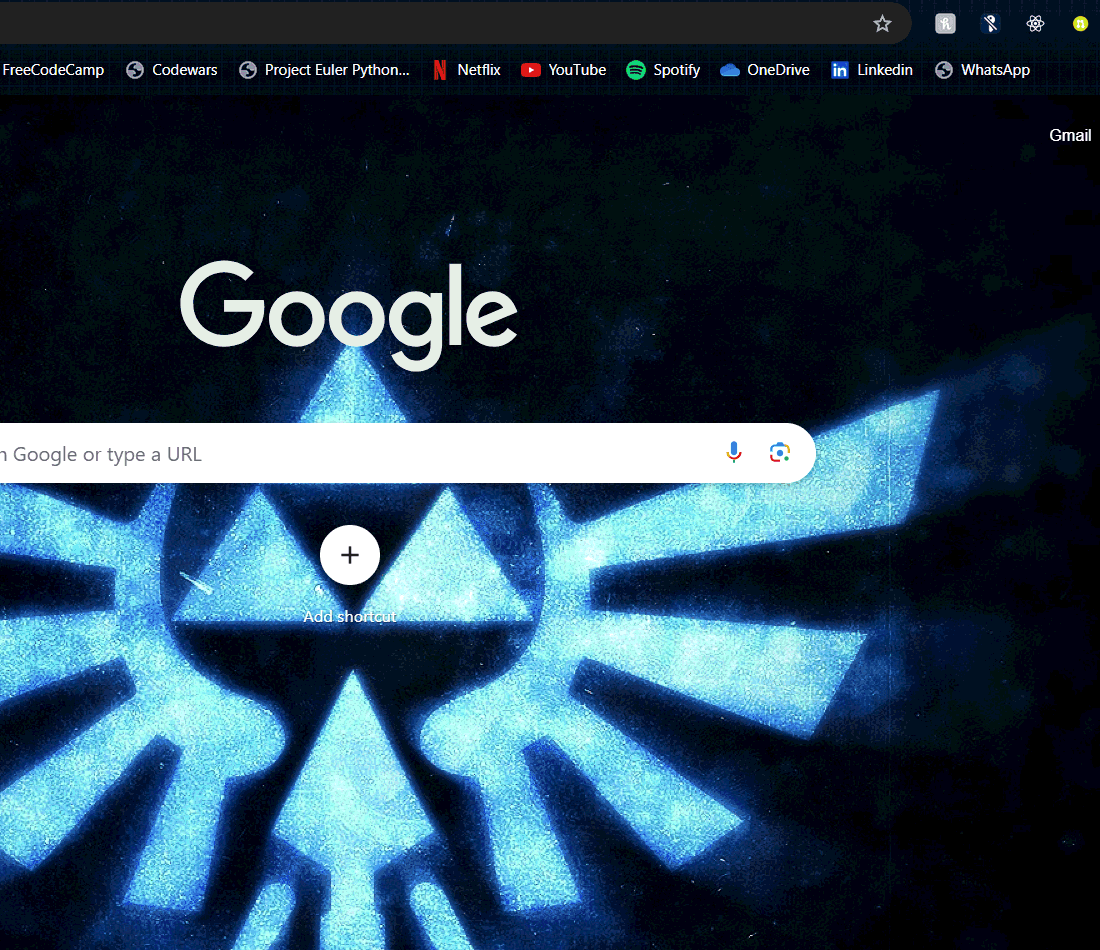 FreeCodeCamp Codewars Project Euler Python... Netflix YouTube Spotify OneDrive Linkedin WhatsApp
Gmail
Google
Google or type a URL
Add shortcut